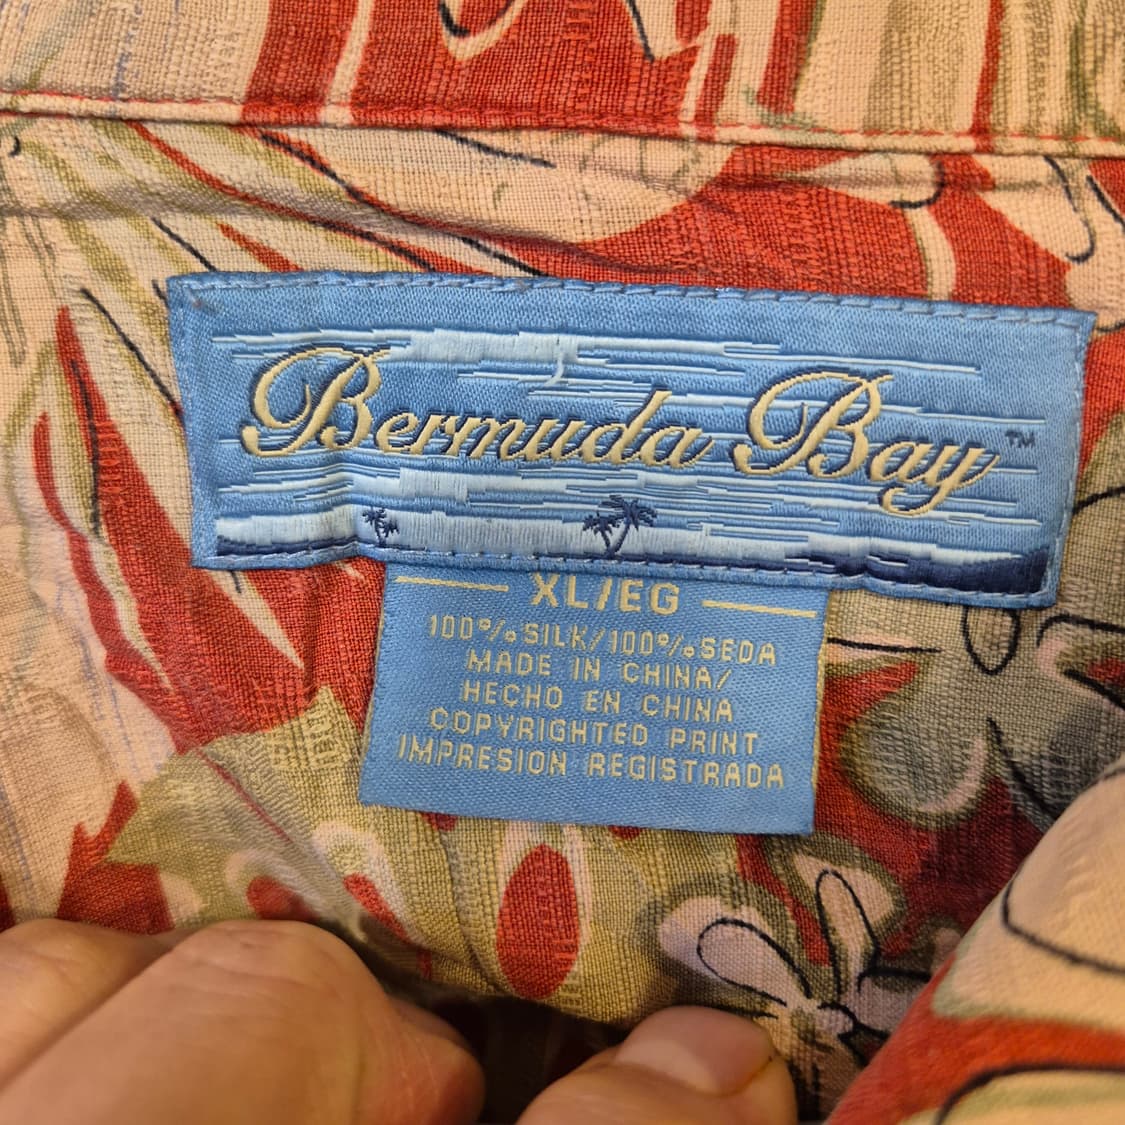 Bermuda Bay™
XL/EG
100% SILK/100% SEDA
MADE IN CHINA/
HECHO EN CHINA
COPYRIGHTED PRINT
IMPRESION REGISTRADA